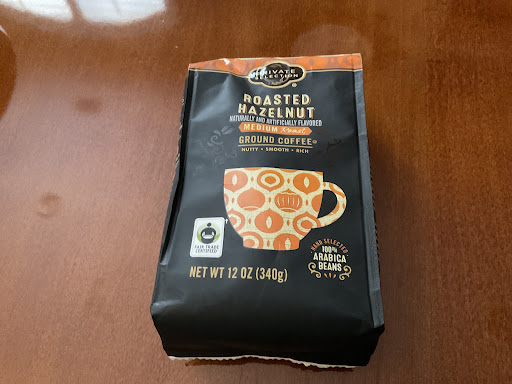 PRIVATE
SELECTION
ROASTED
HAZELNUT
NATURALLY AND ARTIFICIALLY FLAVORED
MEDIUM Roast
GROUND COFFEE
NUTTY • SMOOTH • RICH
FAIR TRADE
CERTIFIED
HAND SELECTED
100%
ARABICA
BEANS
NET WT 12 OZ (340g)